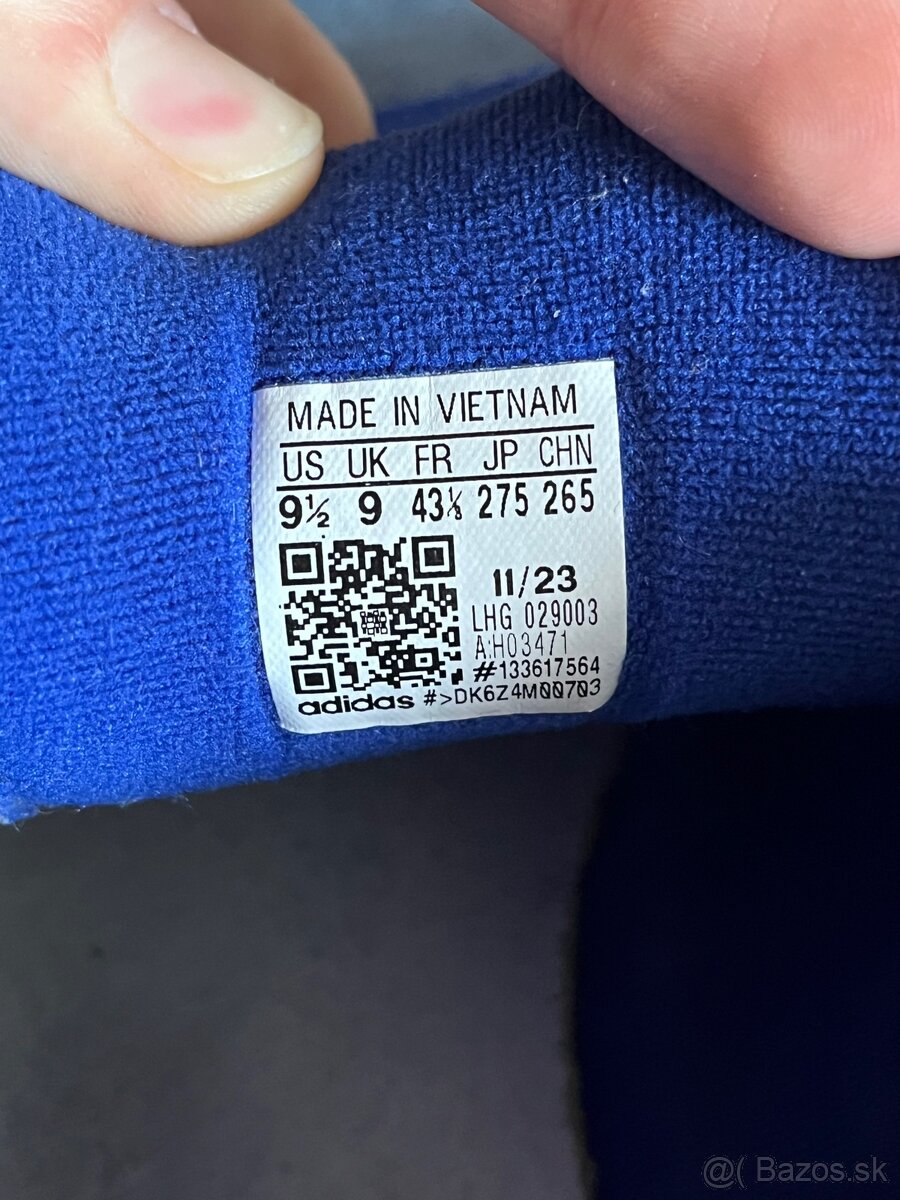 MADE IN VIETNAM
US UK FR JP CHN
9½ 9 43⅓ 275 265
11/23
LHG 029003
A:H03471
#133617564
adidas #>DK6Z4M00703
@( Bazos.sk